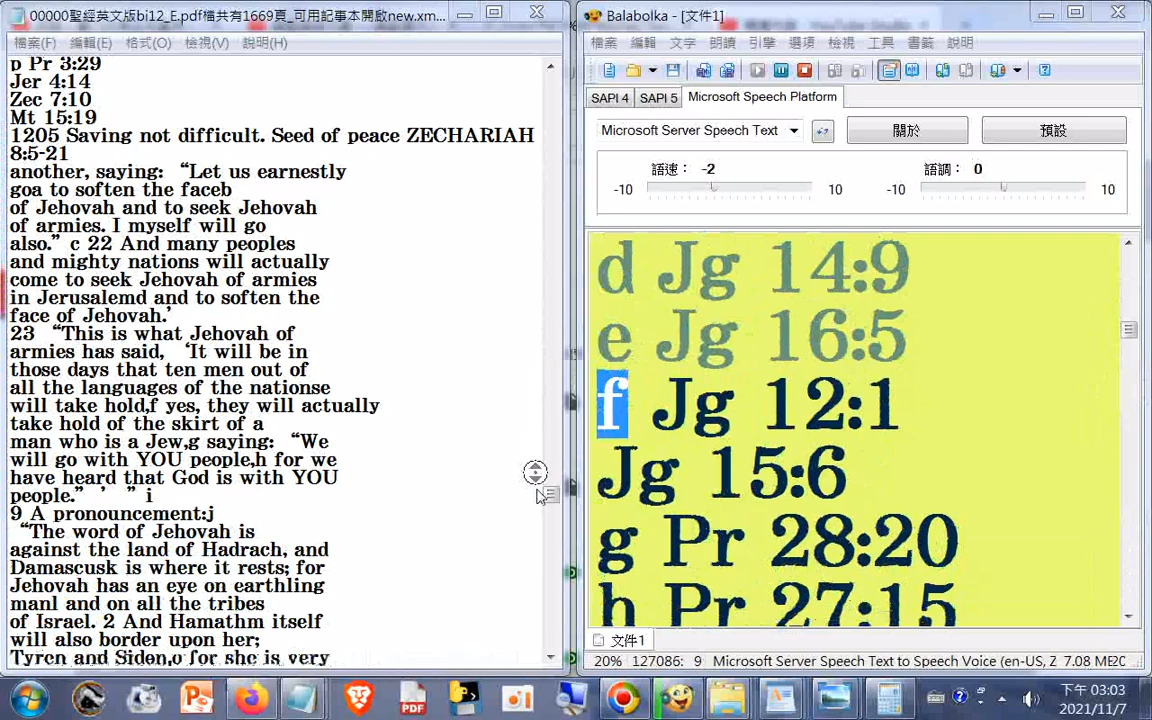 00000聖經英文版bi12_E.pdf檔共有1669頁_可用記事本開啟new.xm...
檔案(F) 編輯(E) 格式(O) 檢視(V) 說明(H)
p Pr 3:29
Jer 4:14
Zec 7:10
Mt 15:19
1205 Saving not difficult. Seed of peace ZECHARIAH
8:5-21
another, saying: “Let us earnestly
goa to soften the faceb
of Jehovah and to seek Jehovah
of armies. I myself will go
also.” c 22 And many peoples
and mighty nations will actually
come to seek Jehovah of armies
in Jerusalemd and to soften the
face of Jehovah.’
23 “This is what Jehovah of
armies has said, ‘It will be in
those days that ten men out of
all the languages of the nationse
will take hold,f yes, they will actually
take hold of the skirt of a
man who is a Jew,g saying: “We
will go with YOU people,h for we
have heard that God is with YOU
people.” ’ ” i
9 A pronouncement:j
“The word of Jehovah is
against the land of Hadrach, and
Damascusk is where it rests; for
Jehovah has an eye on earthling
manl and on all the tribes
of Israel. 2 And Hamathm itself
will also border upon her;
Tyren and Sidon,o for she is very
Balabolka - [文件1]
檔案 編輯 文字 朗讀 引擎 選項 檢視 工具 書籤 說明
SAPI 4 SAPI 5 Microsoft Speech Platform
Microsoft Server Speech Text 關於 預設
語速: -2 語調: 0
-10 10 -10 10
d Jg 14:9
e Jg 16:5
f Jg 12:1
Jg 15:6
g Pr 28:20
h Pr 27:15
文件1
20% 127086: 9 Microsoft Server Speech Text to Speech Voice (en-US, Z 7.08 ME20
PDF
下午 03:03
2021/11/7